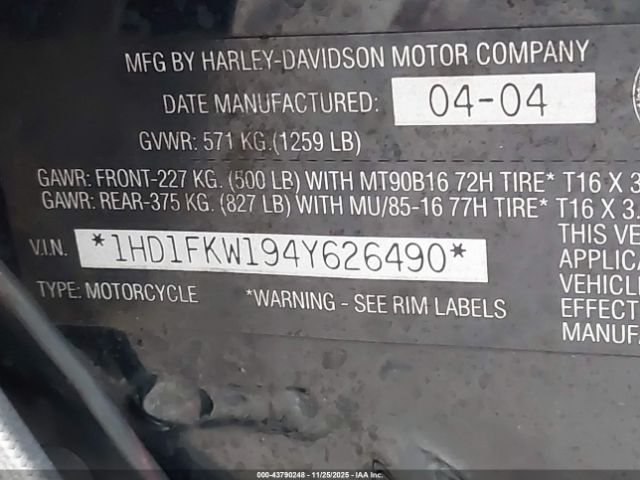 MFG BY HARLEY-DAVIDSON MOTOR COMPANY
DATE MANUFACTURED: 04-04
GVWR: 571 KG.(1259 LB)
GAWR: FRONT-227 KG. (500 LB) WITH MT90B16 72H TIRE* T16 X 3
GAWR: REAR-375 KG. (827 LB) WITH MU/85-16 77H TIRE* T16 X 3
V.I.N. *1HD1FKW194Y626490*
TYPE: MOTORCYCLE *WARNING - SEE RIM LABELS
THIS VE
APPLICA
VEHICL
EFFECT
MANUFA
000-43790248 - 11/25/2025 - IAAI.COM